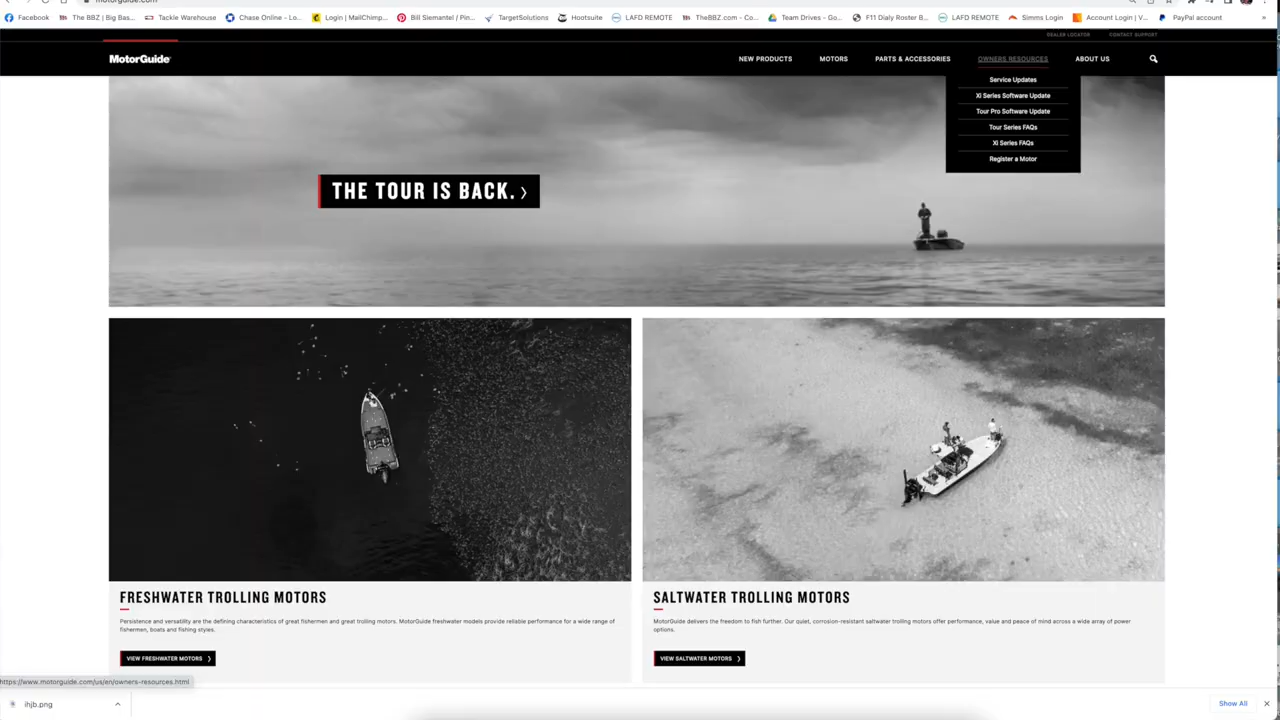 motorguide.com
Facebook
The BBZ | Big Bas...
Tackle Warehouse
Chase Online - Lo...
Login | MailChimp...
Bill Siemantel / Pin...
TargetSolutions
Hootsuite
LAFD REMOTE
TheBBZ.com - Co...
Team Drives - Go...
F11 Dialy Roster B...
LAFD REMOTE
Simms Login
Account Login | V...
PayPal account
DEALER LOCATOR
CONTACT SUPPORT
MotorGuide
NEW PRODUCTS
MOTORS
PARTS & ACCESSORIES
OWNERS RESOURCES
ABOUT US
Service Updates
Xi Series Software Update
Tour Pro Software Update
Tour Series FAQs
Xi Series FAQs
Register a Motor
THE TOUR IS BACK. >
FRESHWATER TROLLING MOTORS
Persistence and versatility are the defining characteristics of great fishermen and great trolling motors. MotorGuide freshwater models provide reliable performance for a wide range of
fishermen, boats and fishing styles.
VIEW FRESHWATER MOTORS >
SALTWATER TROLLING MOTORS
MotorGuide delivers the freedom to fish further. Our quiet, corrosion-resistant saltwater trolling motors offer performance, value and peace of mind across a wide array of power
options.
VIEW SALTWATER MOTORS >
https://www.motorguide.com/us/en/owners-resources.html
ihjb.png
Show All